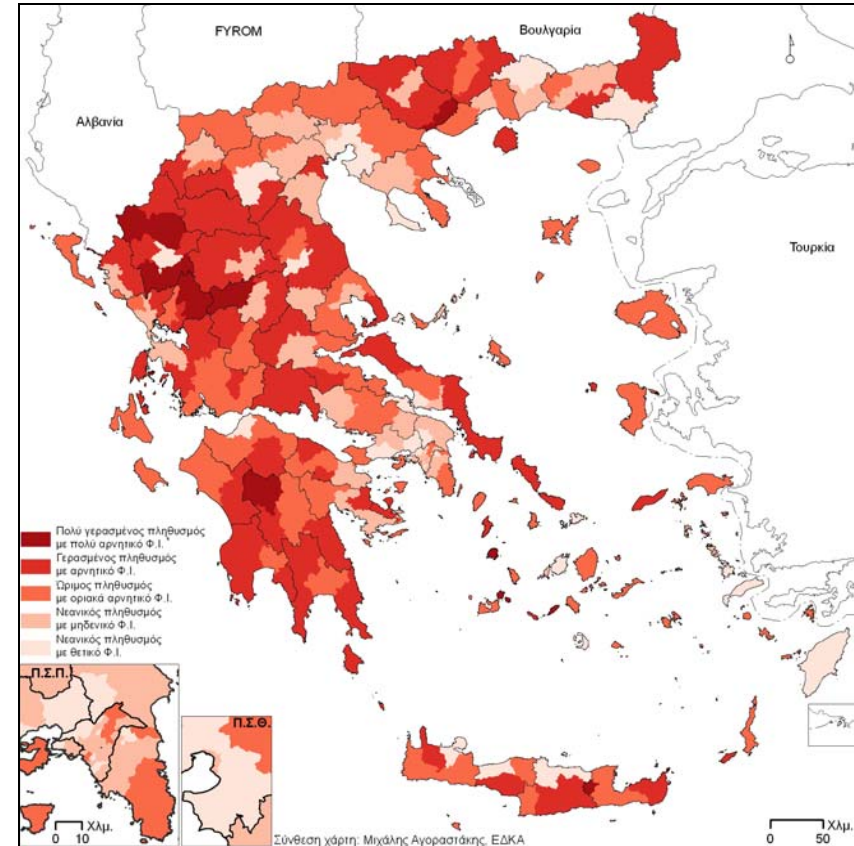 FYROM
Βουλγαρία
Αλβανία
Τουρκία
Πολύ γερασμένος πληθυσμός
με πολύ αρνητικό Φ.Ι.
Γερασμένος πληθυσμός
με αρνητικό Φ.Ι.
Ώριμος πληθυσμός
με οριακά αρνητικό Φ.Ι.
Νεανικός πληθυσμός
με μηδενικό Φ.Ι.
Νεανικός πληθυσμός
με θετικό Φ.Ι.
Π.Σ.Π.
Π.Σ.Θ.
Χλμ.
0 10
Σύνθεση χάρτη: Μιχάλης Αγοραστάκης, ΕΔΚΑ
Χλμ.
0 50